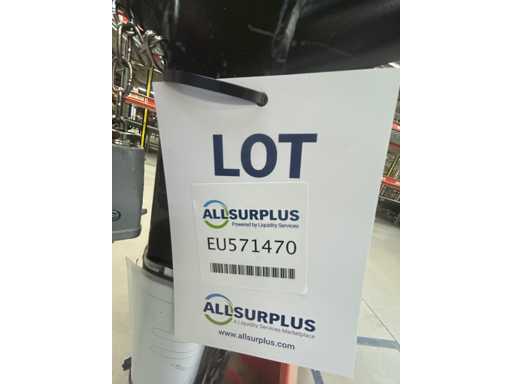 LOT
ALLSURPLUS
Powered by Liquidity Services
EU571470
ALLSURPLUS
A Liquidity Services Marketplace
www.allsurplus.com